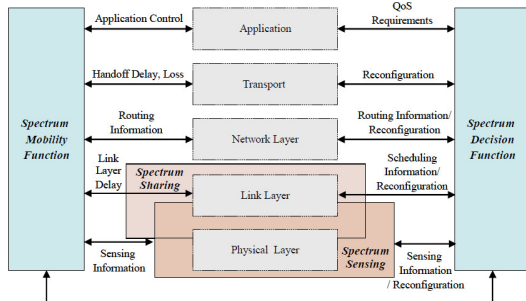 Application Control
Application
QoS
Requirements
Handoff Delay, Loss
Transport
Reconfiguration
Spectrum
Mobility
Function
Routing
Information
Network Layer
Routing Information/
Reconfiguration
Spectrum
Decision
Function
Link
Layer
Delay
Spectrum
Sharing
Link Layer
Scheduling
Information/
Reconfiguration
Sensing
Information
Physical Layer
Spectrum
Sensing
Sensing
Information
/ Reconfiguration